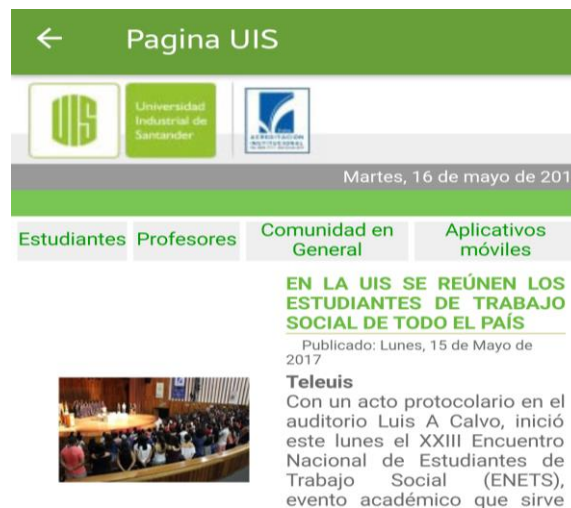 Pagina UIS
UIS
Universidad
Industrial de
Santander
ACREDITACIÓN
INSTITUCIONAL
Martes, 16 de mayo de 201
Estudiantes
Profesores
Comunidad en
General
Aplicativos
móviles
EN LA UIS SE REÚNEN LOS
ESTUDIANTES DE TRABAJO
SOCIAL DE TODO EL PAÍS
Publicado: Lunes, 15 de Mayo de
2017
Teleuis
Con un acto protocolario en el
auditorio Luis A Calvo, inició
este lunes el XXIII Encuentro
Nacional de Estudiantes de
Trabajo Social (ENETS),
evento académico que sirve